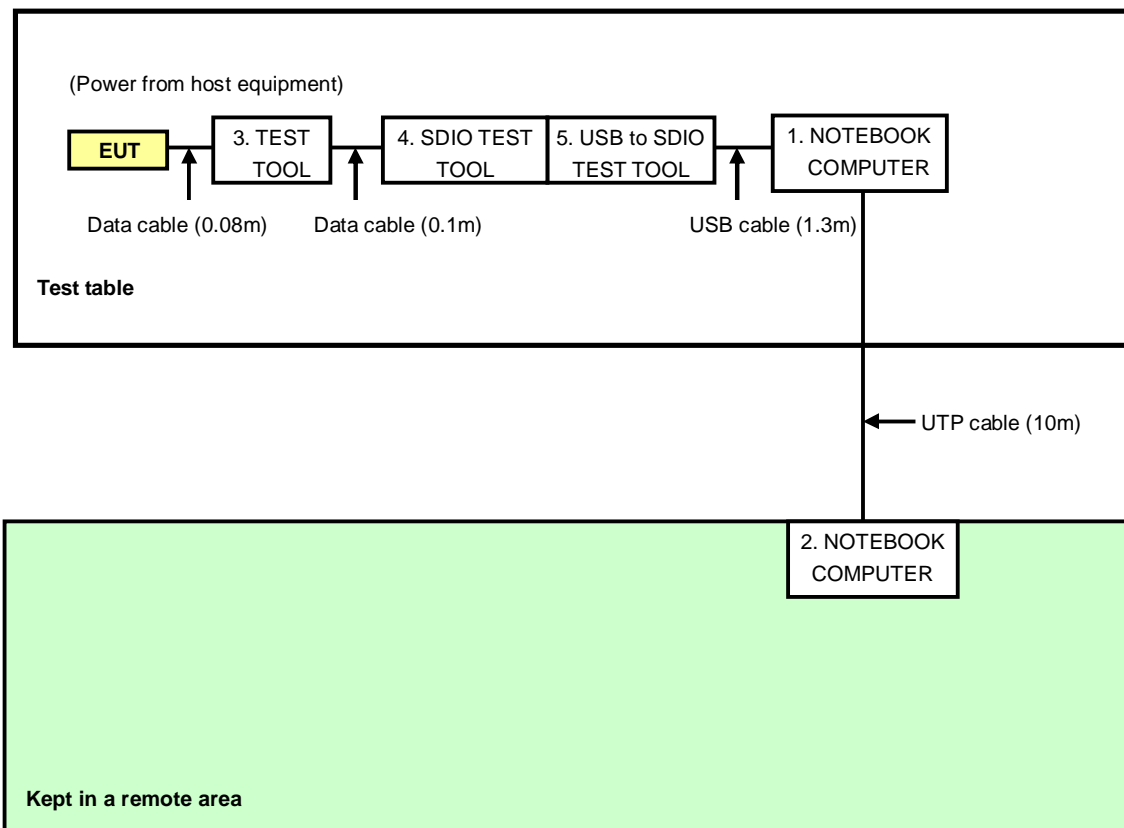 (Power from host equipment)
EUT
3. TEST
TOOL
4. SDIO TEST
TOOL
5. USB to SDIO
TEST TOOL
1. NOTEBOOK
COMPUTER
Data cable (0.08m)
Data cable (0.1m)
USB cable (1.3m)
Test table
UTP cable (10m)
2. NOTEBOOK
COMPUTER
Kept in a remote area